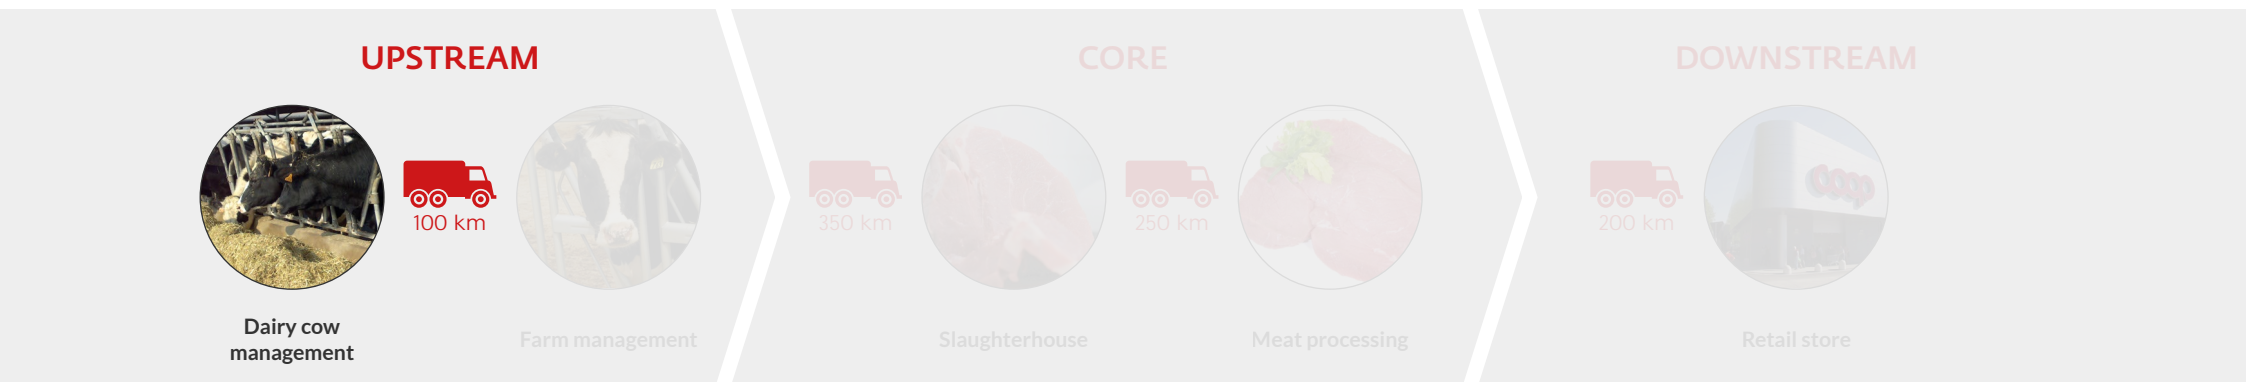 UPSTREAM
CORE
DOWNSTREAM
100 km
350 km
250 km
200 km
coop
Dairy cow
management
Farm management
Slaughterhouse
Meat processing
Retail store